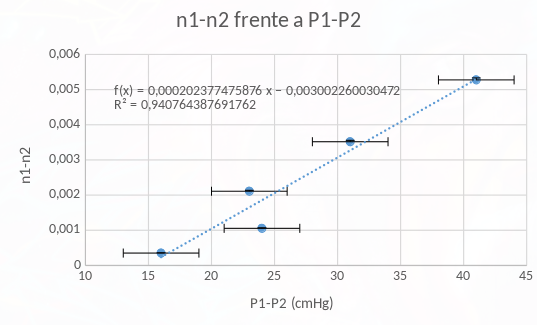 n1-n2 frente a P1-P2
0,006
f(x) = 0,000202377475876 x − 0,003002260030472
R² = 0,940764387691762
0,005
0,004
0,003
0,002
0,001
0
n1-n2
10 15 20 25 30 35 40 45
P1-P2 (cmHg)